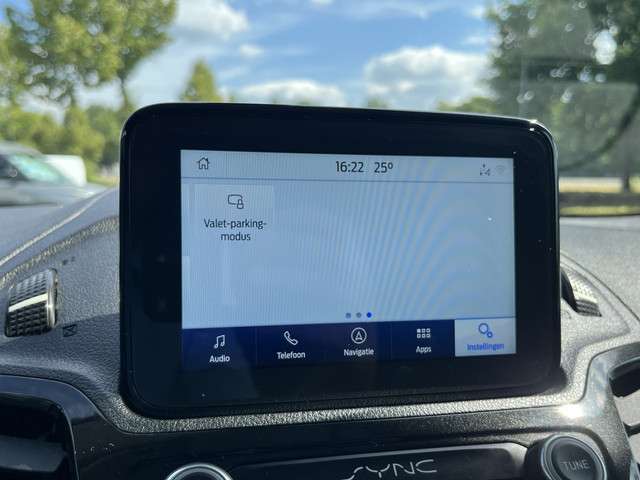 16:22 25°
Valet-parking-
modus
Audio
Telefoon
Navigatie
Apps
Instellingen
SYNC
TUNE